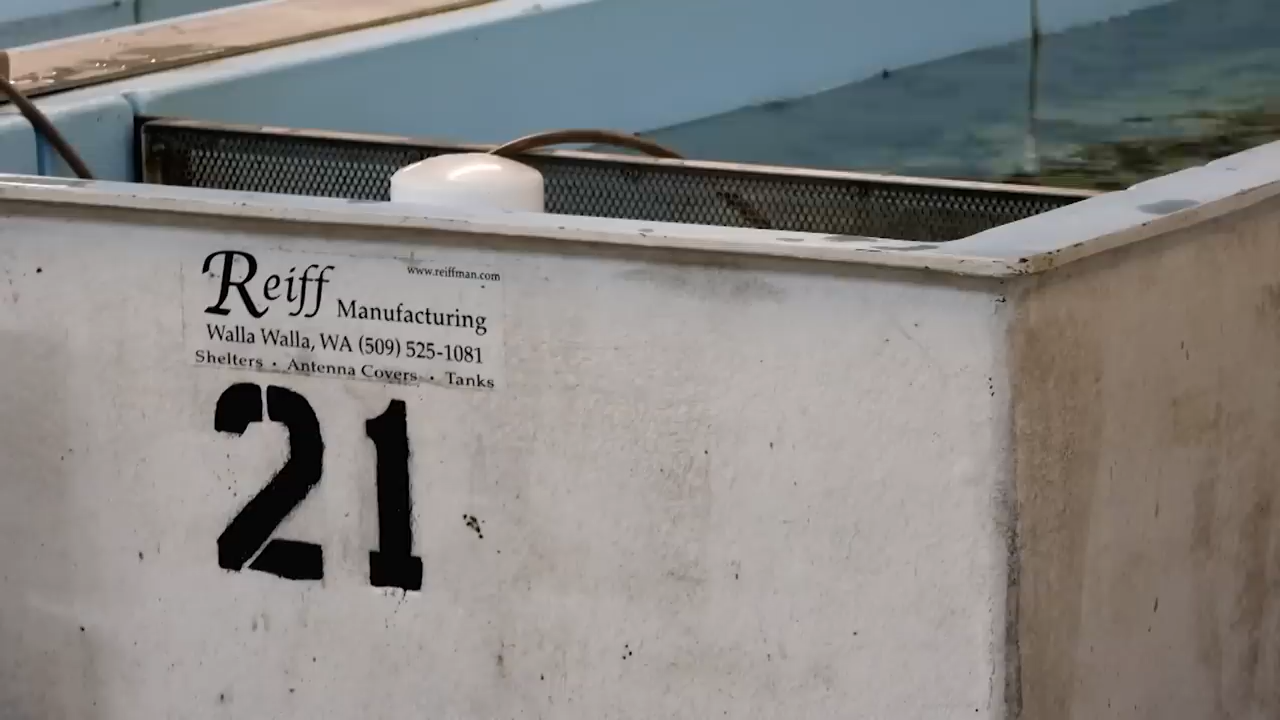 www.reiffman.com
Reiff Manufacturing
Walla Walla, WA (509) 525-1081
Shelters · Antenna Covers · Tanks
21